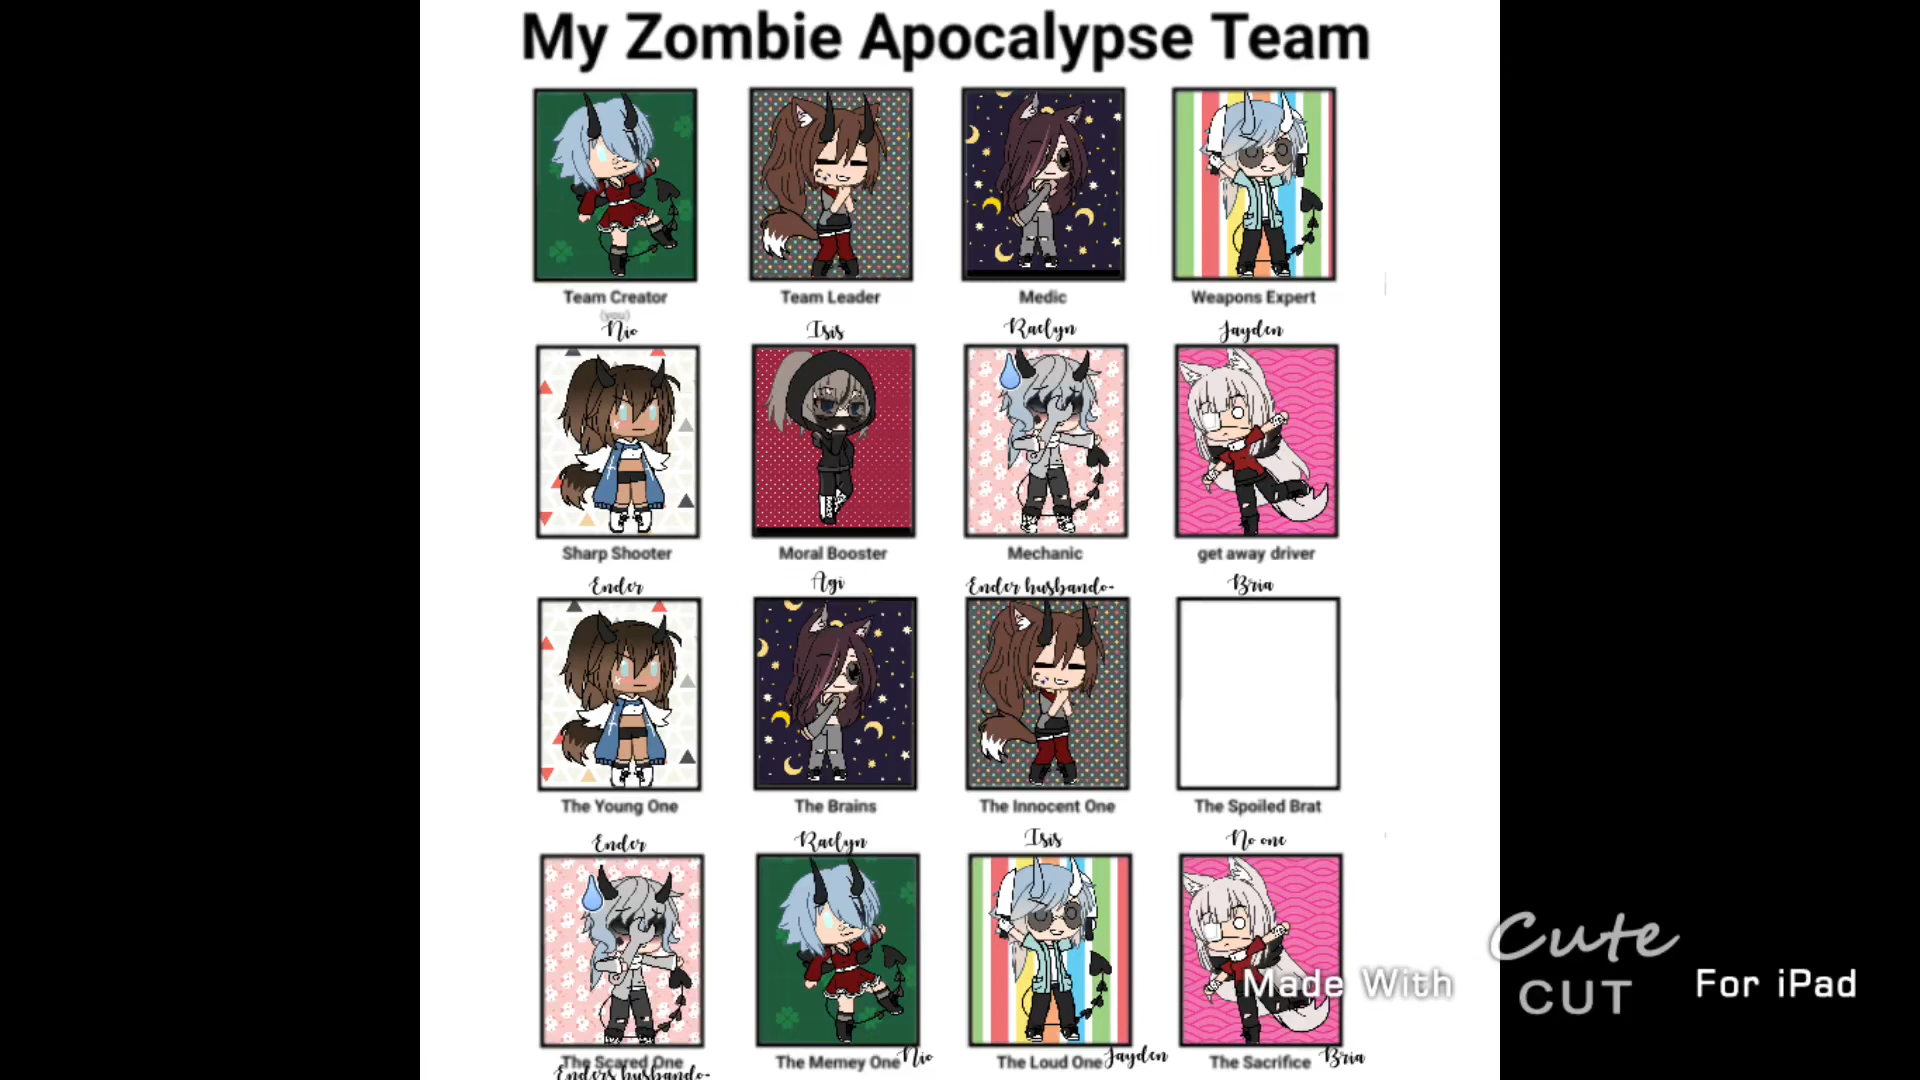 My Zombie Apocalypse Team
Team Creator Team Leader Medic Weapons Expert
(you)
Nio Isis Raelyn Jayden
Sharp Shooter Moral Booster Mechanic get away driver
Ender Agi Ender husbando- Bria
The Young One The Brains The Innocent One The Spoiled Brat
Ender Raelyn Isis No one
The Scared One The Memey One Nio The Loud One Jayden The Sacrifice Bria
Enders husbando-
Made With Cute CUT For iPad